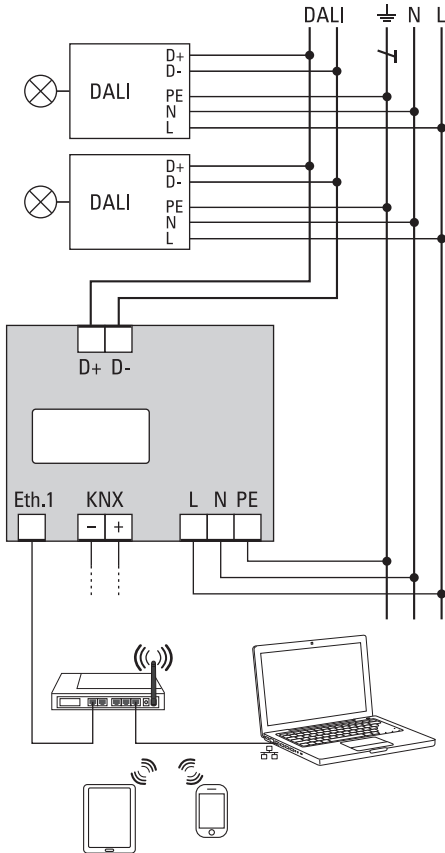 DALI N L
D+
D-
DALI
PE
N
L
D+
D-
DALI
PE
N
L
D+ D-
Eth.1 KNX L N PE
- +